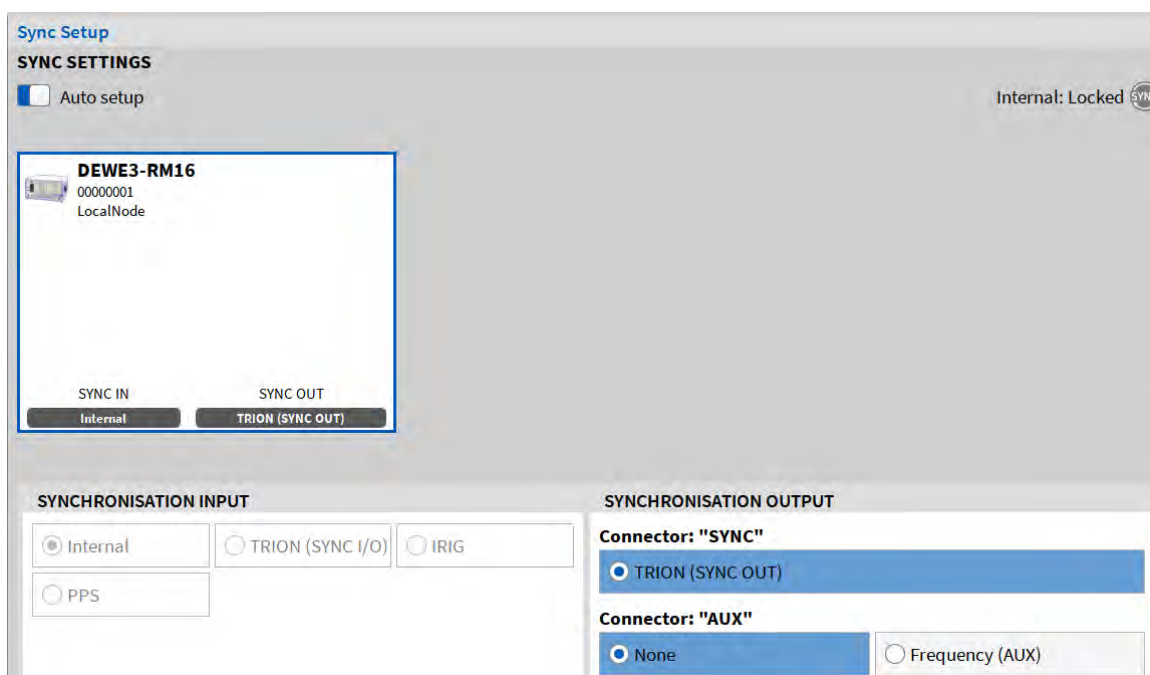 Sync Setup
SYNC SETTINGS
Auto setup
Internal: Locked
DEWE3-RM16
00000001
LocalNode
SYNC IN SYNC OUT
Internal TRION (SYNC OUT)
SYNCHRONISATION INPUT
Internal TRION (SYNC I/O) IRIG
PPS
SYNCHRONISATION OUTPUT
Connector: "SYNC"
TRION (SYNC OUT)
Connector: "AUX"
None Frequency (AUX)